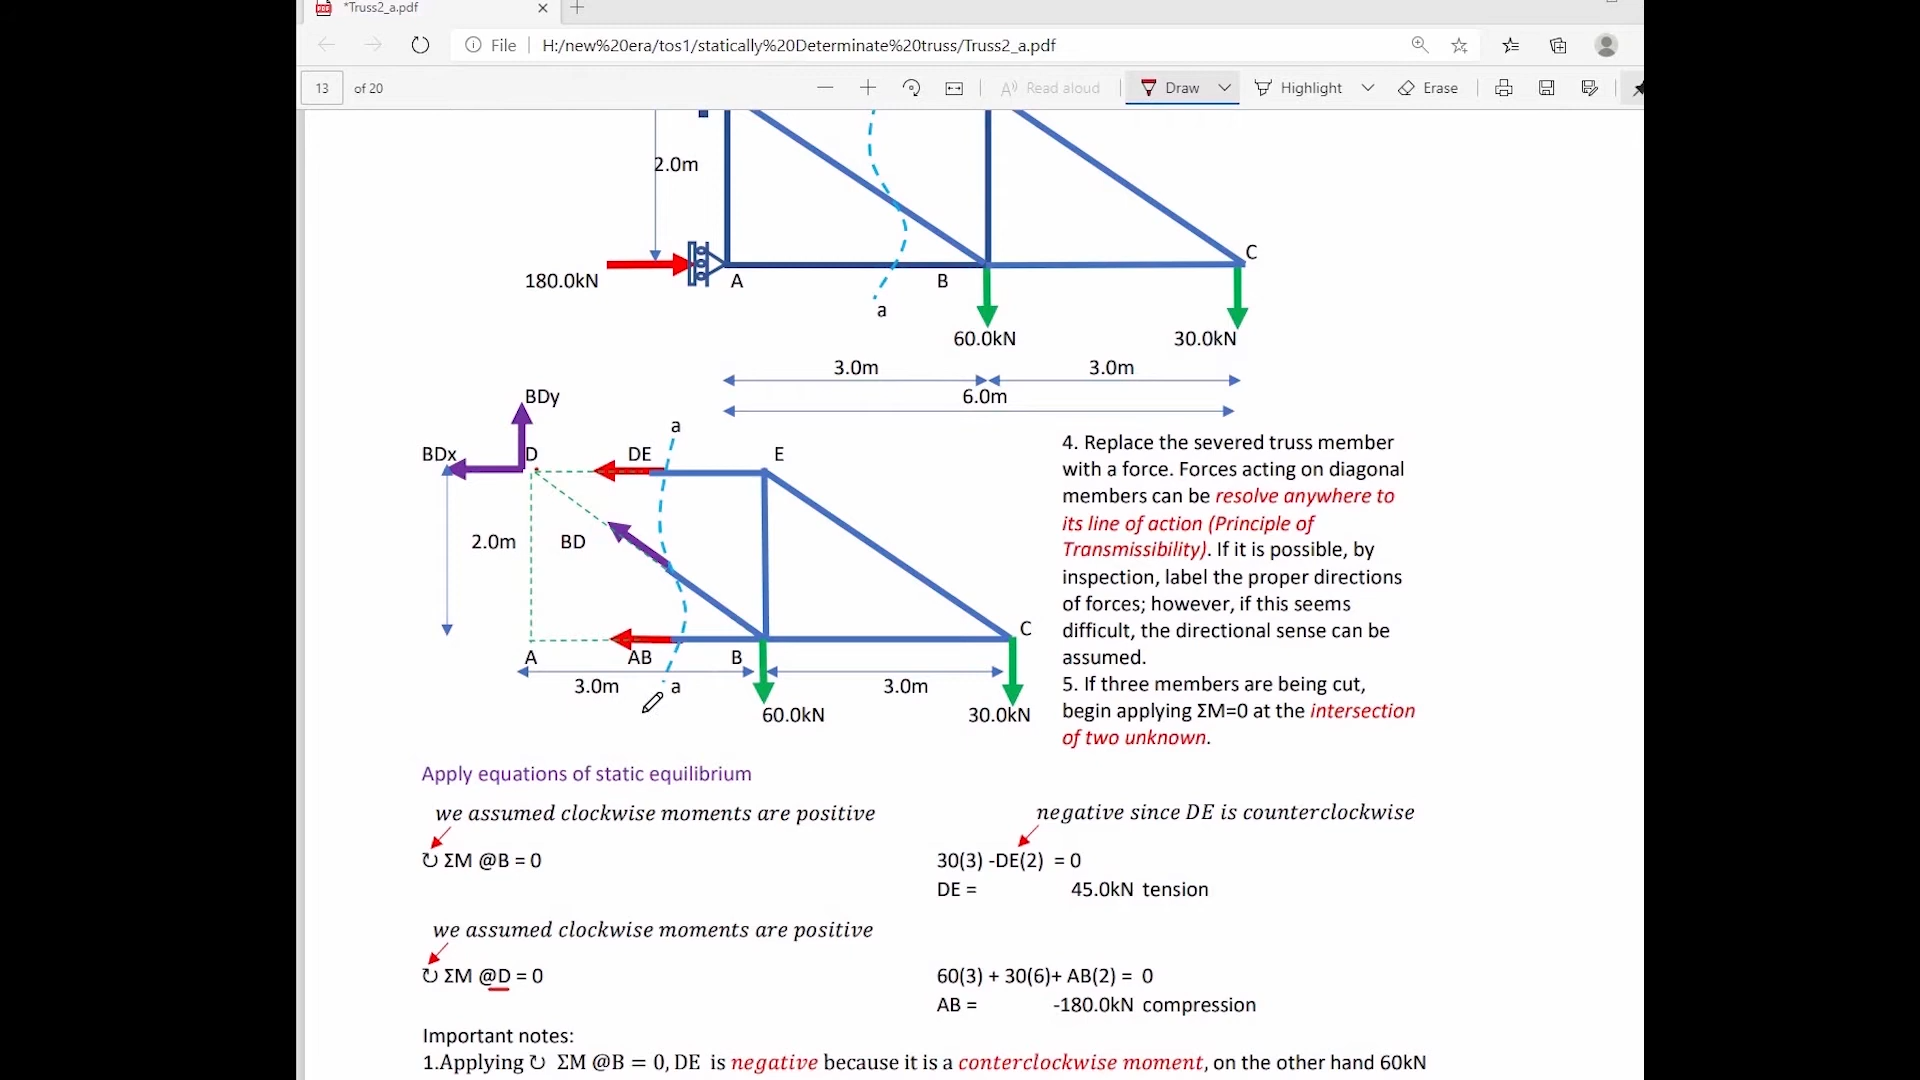 *Truss2_a.pdf
File
H:/new%20era/tos1/statically%20Determinate%20truss/Truss2_a.pdf
13 of 20
Read aloud
Draw
Highlight
Erase
2.0m
C
180.0kN
A
B
a
60.0kN
30.0kN
3.0m
3.0m
6.0m
BDy
a
BDx
D
DE
E
2.0m
BD
C
A
AB
B
3.0m
a
3.0m
60.0kN
30.0kN
4. Replace the severed truss member
with a force. Forces acting on diagonal
members can be resolve anywhere to
its line of action (Principle of
Transmissibility). If it is possible, by
inspection, label the proper directions
of forces; however, if this seems
difficult, the directional sense can be
assumed.
5. If three members are being cut,
begin applying ΣM=0 at the intersection
of two unknown.
Apply equations of static equilibrium
we assumed clockwise moments are positive
negative since DE is counterclockwise
↻ ΣM @B = 0
30(3) -DE(2) = 0
DE = 45.0kN tension
we assumed clockwise moments are positive
↻ ΣM @D = 0
60(3) + 30(6)+ AB(2) = 0
AB = -180.0kN compression
Important notes:
1.Applying ↻ ΣM @B = 0, DE is negative because it is a conterclockwise moment, on the other hand 60kN